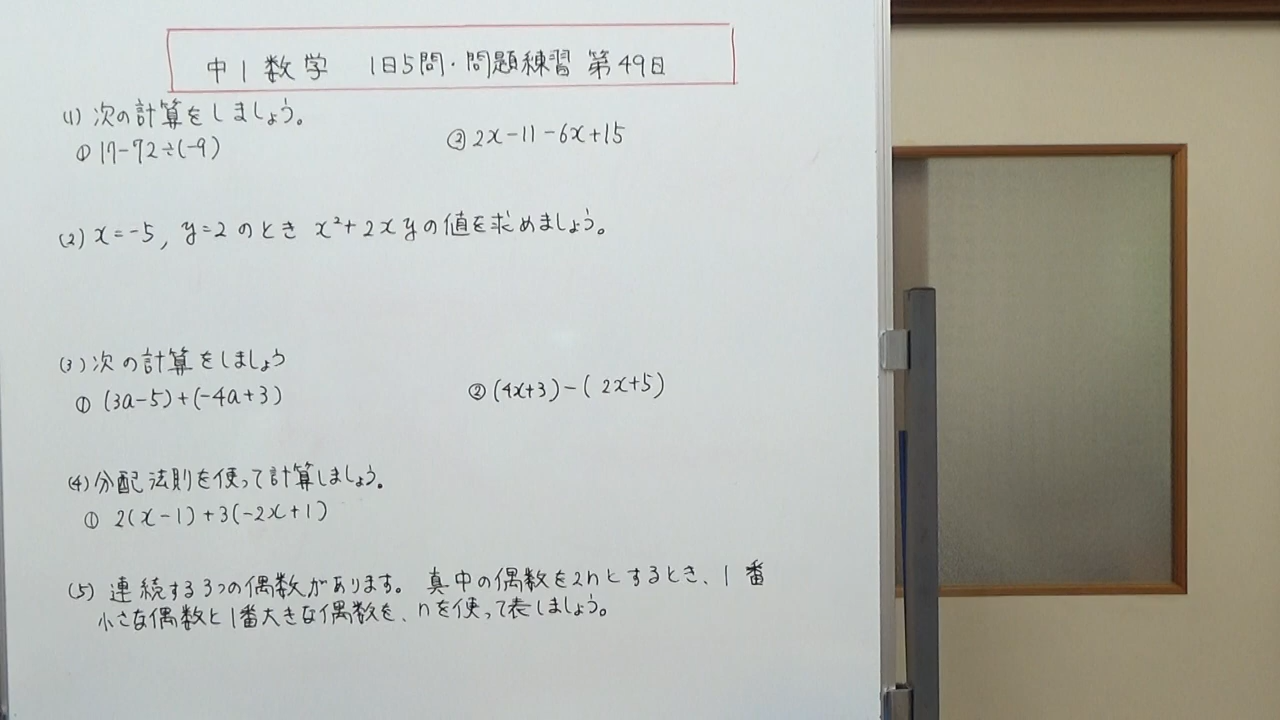 中1数学 1日5問・問題練習 第49日
(1) 次の計算をしましょう。
① 17-72÷(-9) ② 2x-11-6x+15
(2) x=-5, y=2のとき x²+2xyの値を求めましょう。
(3) 次の計算をしましょう
① (3a-5)+(-4a+3) ② (4x+3)-( 2x+5)
(4) 分配法則を使って計算しましょう。
① 2(x-1)+3(-2x+1)
(5) 連続する3つの偶数があります。 真中の偶数を2nとするとき、1番
小さな偶数と1番大きな偶数を、nを使って表しましょう。